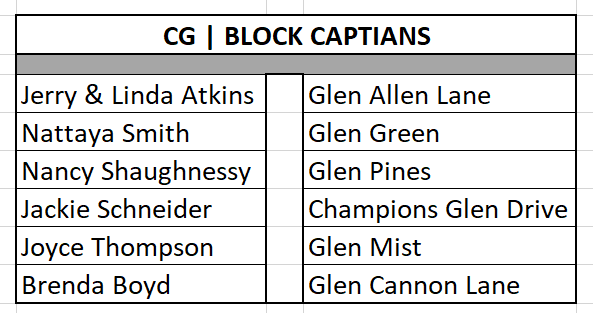 CG | BLOCK CAPTIANS
Jerry & Linda Atkins Glen Allen Lane
Nattaya Smith Glen Green
Nancy Shaughnessy Glen Pines
Jackie Schneider Champions Glen Drive
Joyce Thompson Glen Mist
Brenda Boyd Glen Cannon Lane